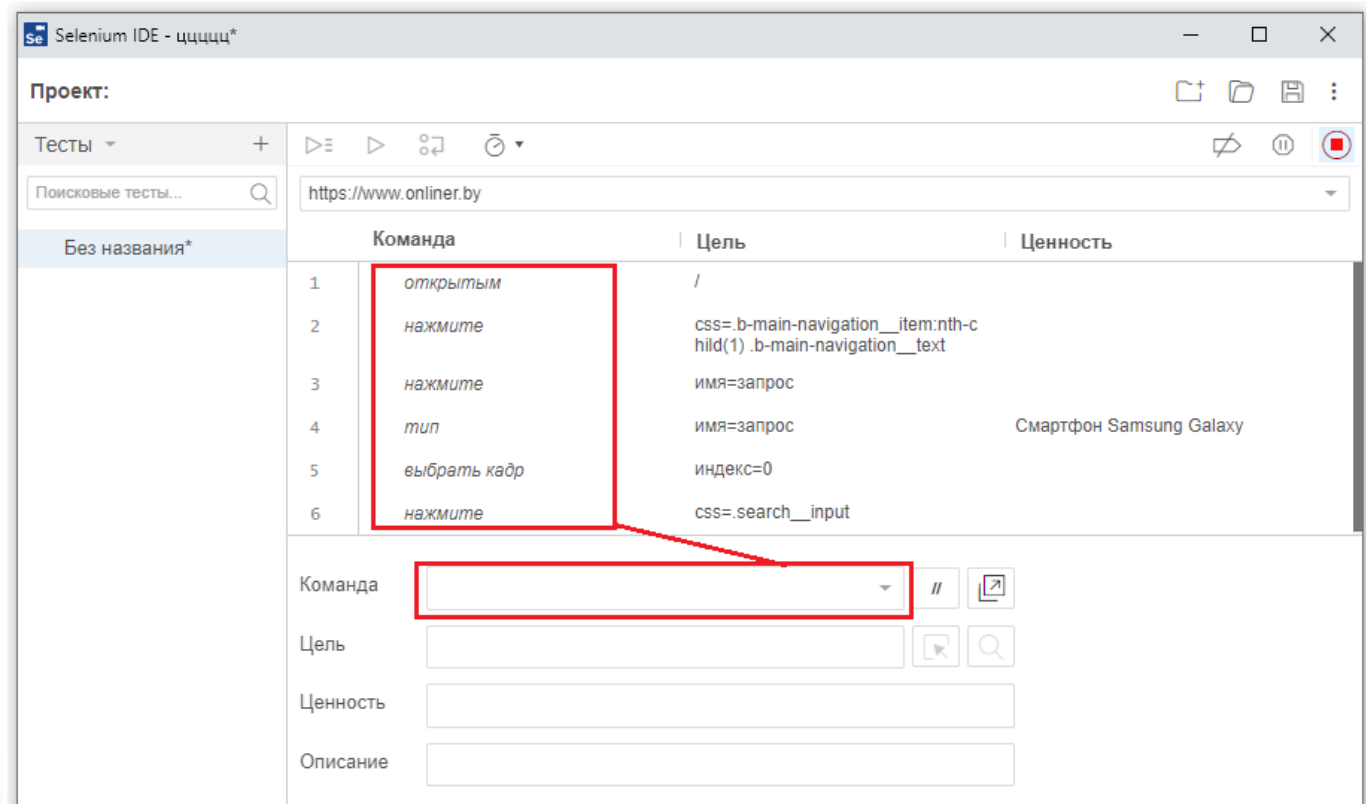 Se Selenium IDE - ццццц*
Проект:
Тесты
Поисковые тесты...
https://www.onliner.by
Без названия*
Команда Цель Ценность
1 открытым /
2 нажмите css=.b-main-navigation__item:nth-c
hild(1) .b-main-navigation__text
3 нажмите имя=запрос
4 тип имя=запрос Смартфон Samsung Galaxy
5 выбрать кадр индекс=0
6 нажмите css=.search__input
Команда //
Цель
Ценность
Описание